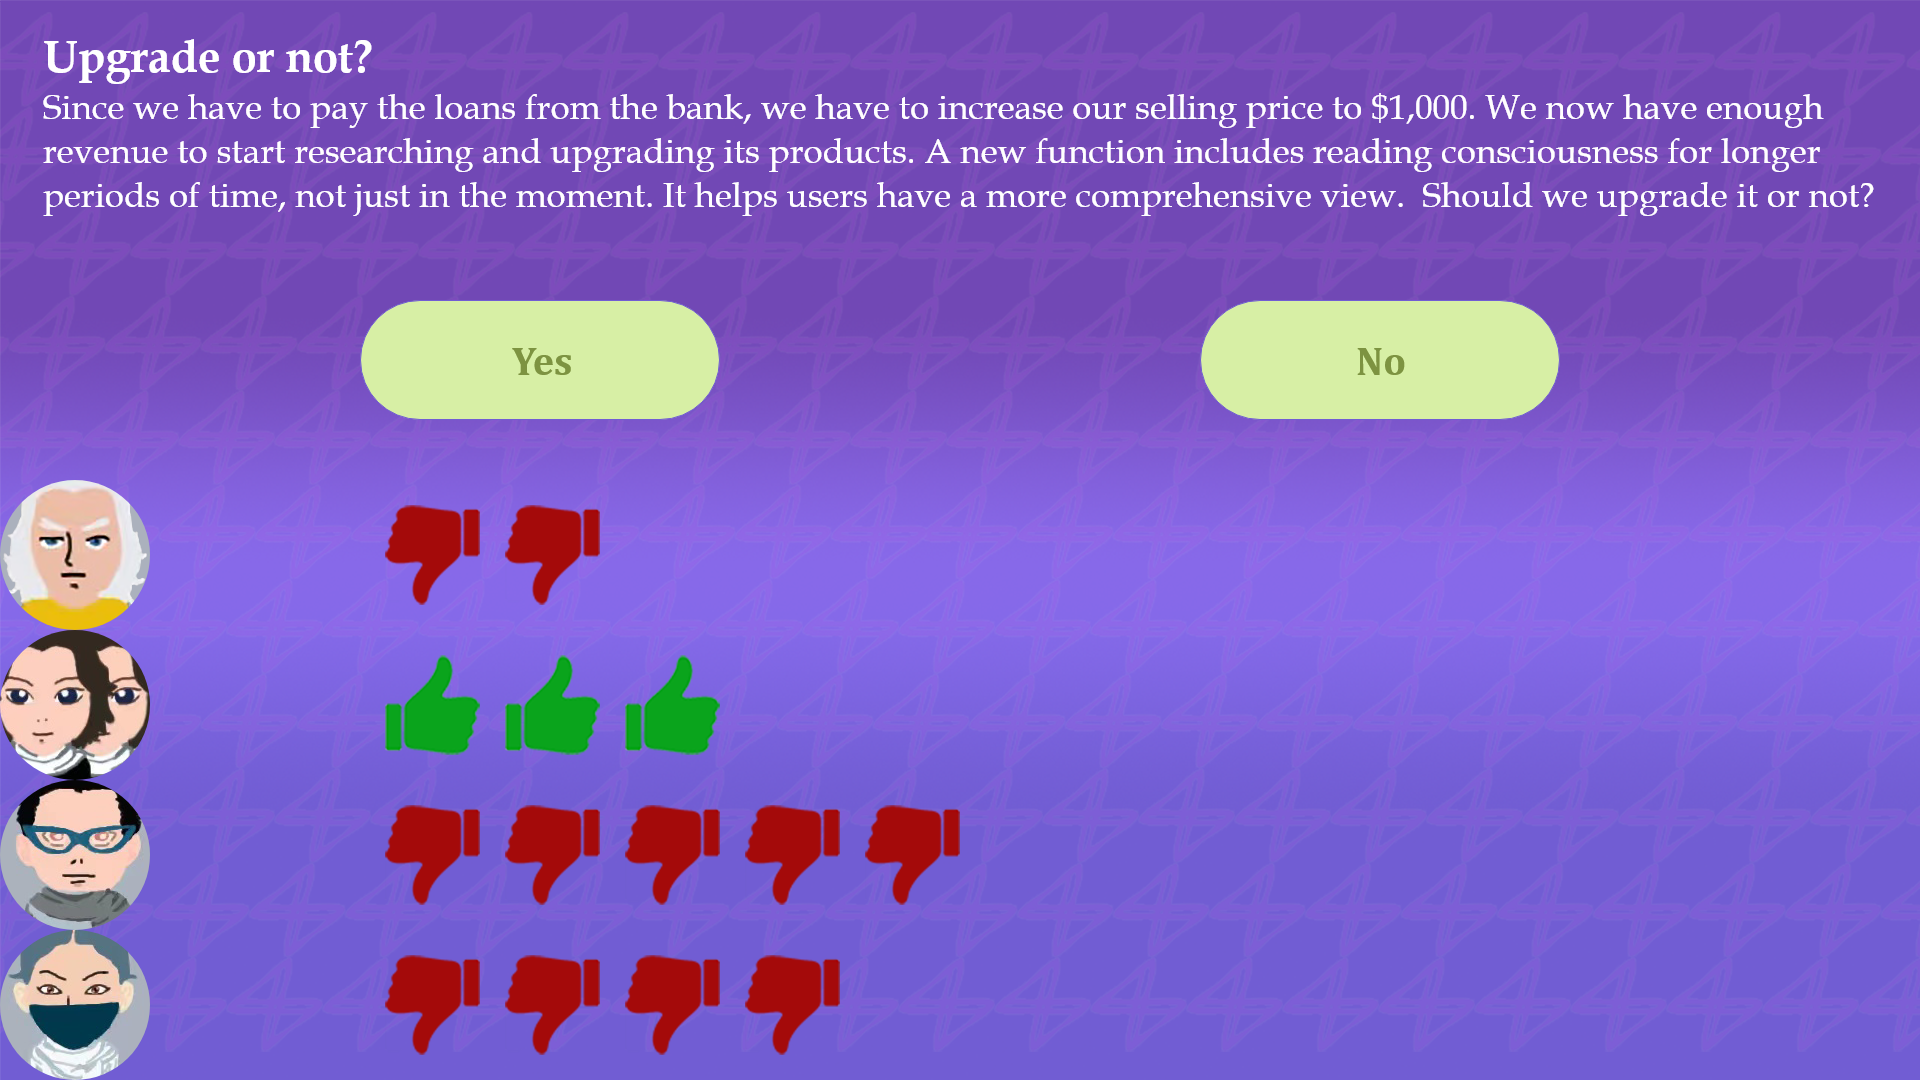 Upgrade or not?
Since we have to pay the loans from the bank, we have to increase our selling price to $1,000. We now have enough
revenue to start researching and upgrading its products. A new function includes reading consciousness for longer
periods of time, not just in the moment. It helps users have a more comprehensive view.  Should we upgrade it or not?
Yes
No